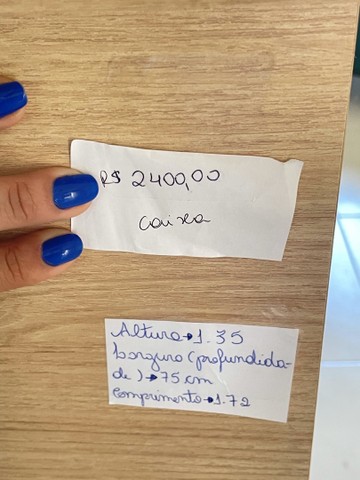 R$ 2400,00
caixa
Altura→1.35
Largura (profundida-
de)→75 cm
comprimento→1.72